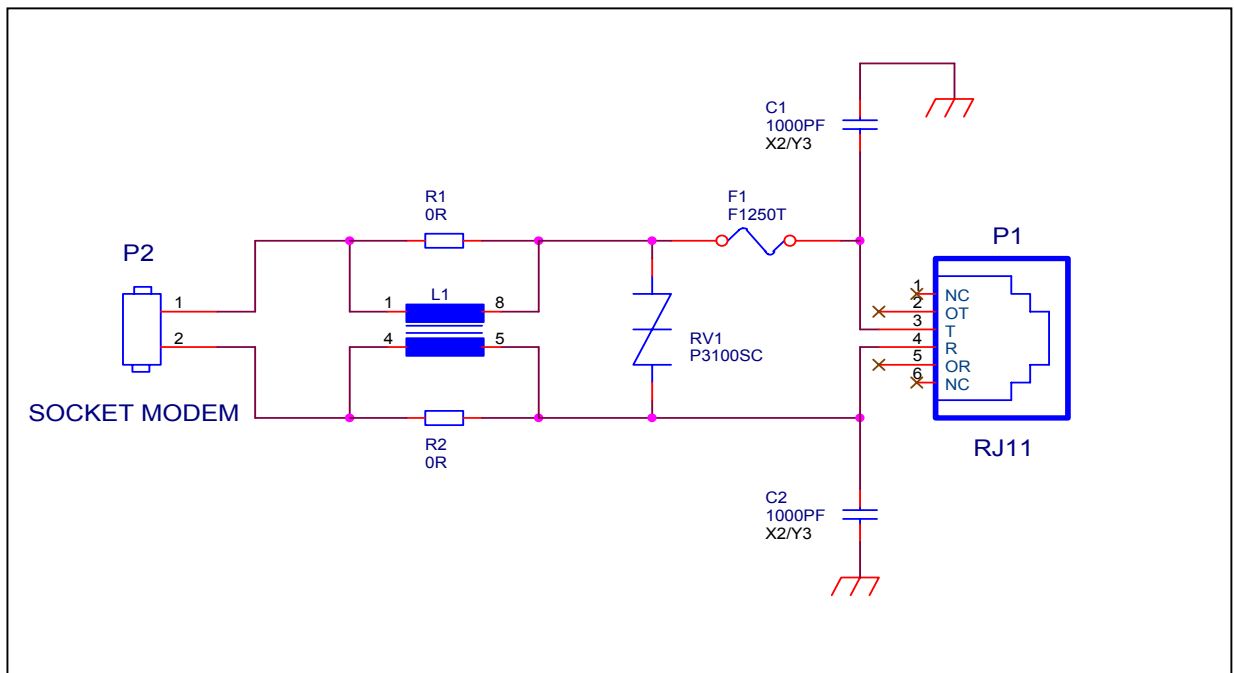 C1
1000PF
X2/Y3
R1
0R
F1
F1250T
P2
P1
1
2
L1
1
8
4
5
RV1
P3100SC
1
NC
2
OT
3
T
4
R
5
OR
6
NC
SOCKET MODEM
R2
0R
RJ11
C2
1000PF
X2/Y3